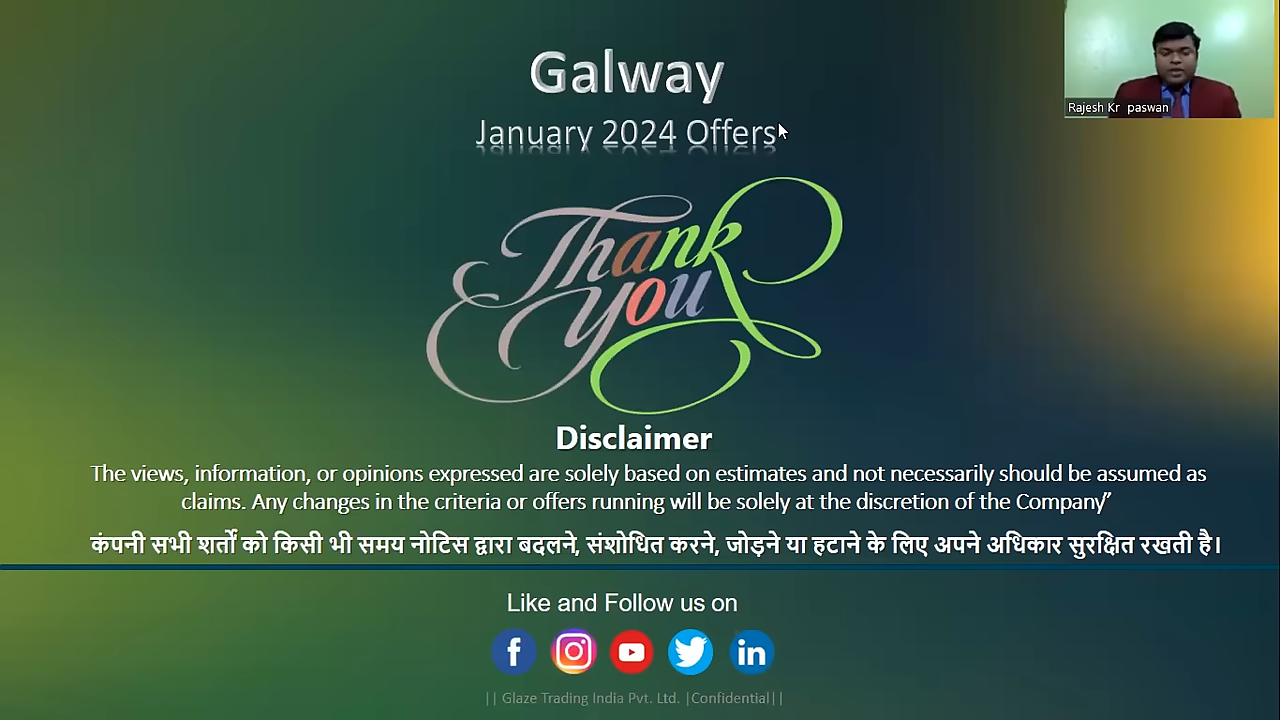 Galway
January 2024 Offers
Rajesh Kr paswan
Thank
You
Disclaimer
The views, information, or opinions expressed are solely based on estimates and not necessarily should be assumed as
claims. Any changes in the criteria or offers running will be solely at the discretion of the Company”
कंपनी सभी शर्तों को किसी भी समय नोटिस द्वारा बदलने, संशोधित करने, जोड़ने या हटाने के लिए अपने अधिकार सुरक्षित रखती है।
Like and Follow us on
|| Glaze Trading India Pvt. Ltd. |Confidential||